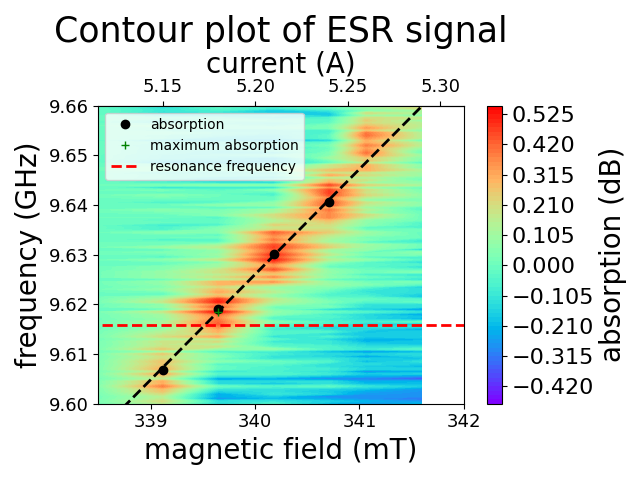 Contour plot of ESR signal
current (A)
5.15 5.20 5.25 5.30
9.66
9.65
9.64
9.63
9.62
9.61
9.60
frequency (GHz)
absorption
maximum absorption
resonance frequency
339 340 341 342
magnetic field (mT)
0.525
0.420
0.315
0.210
0.105
0.000
−0.105
−0.210
−0.315
−0.420
absorption (dB)